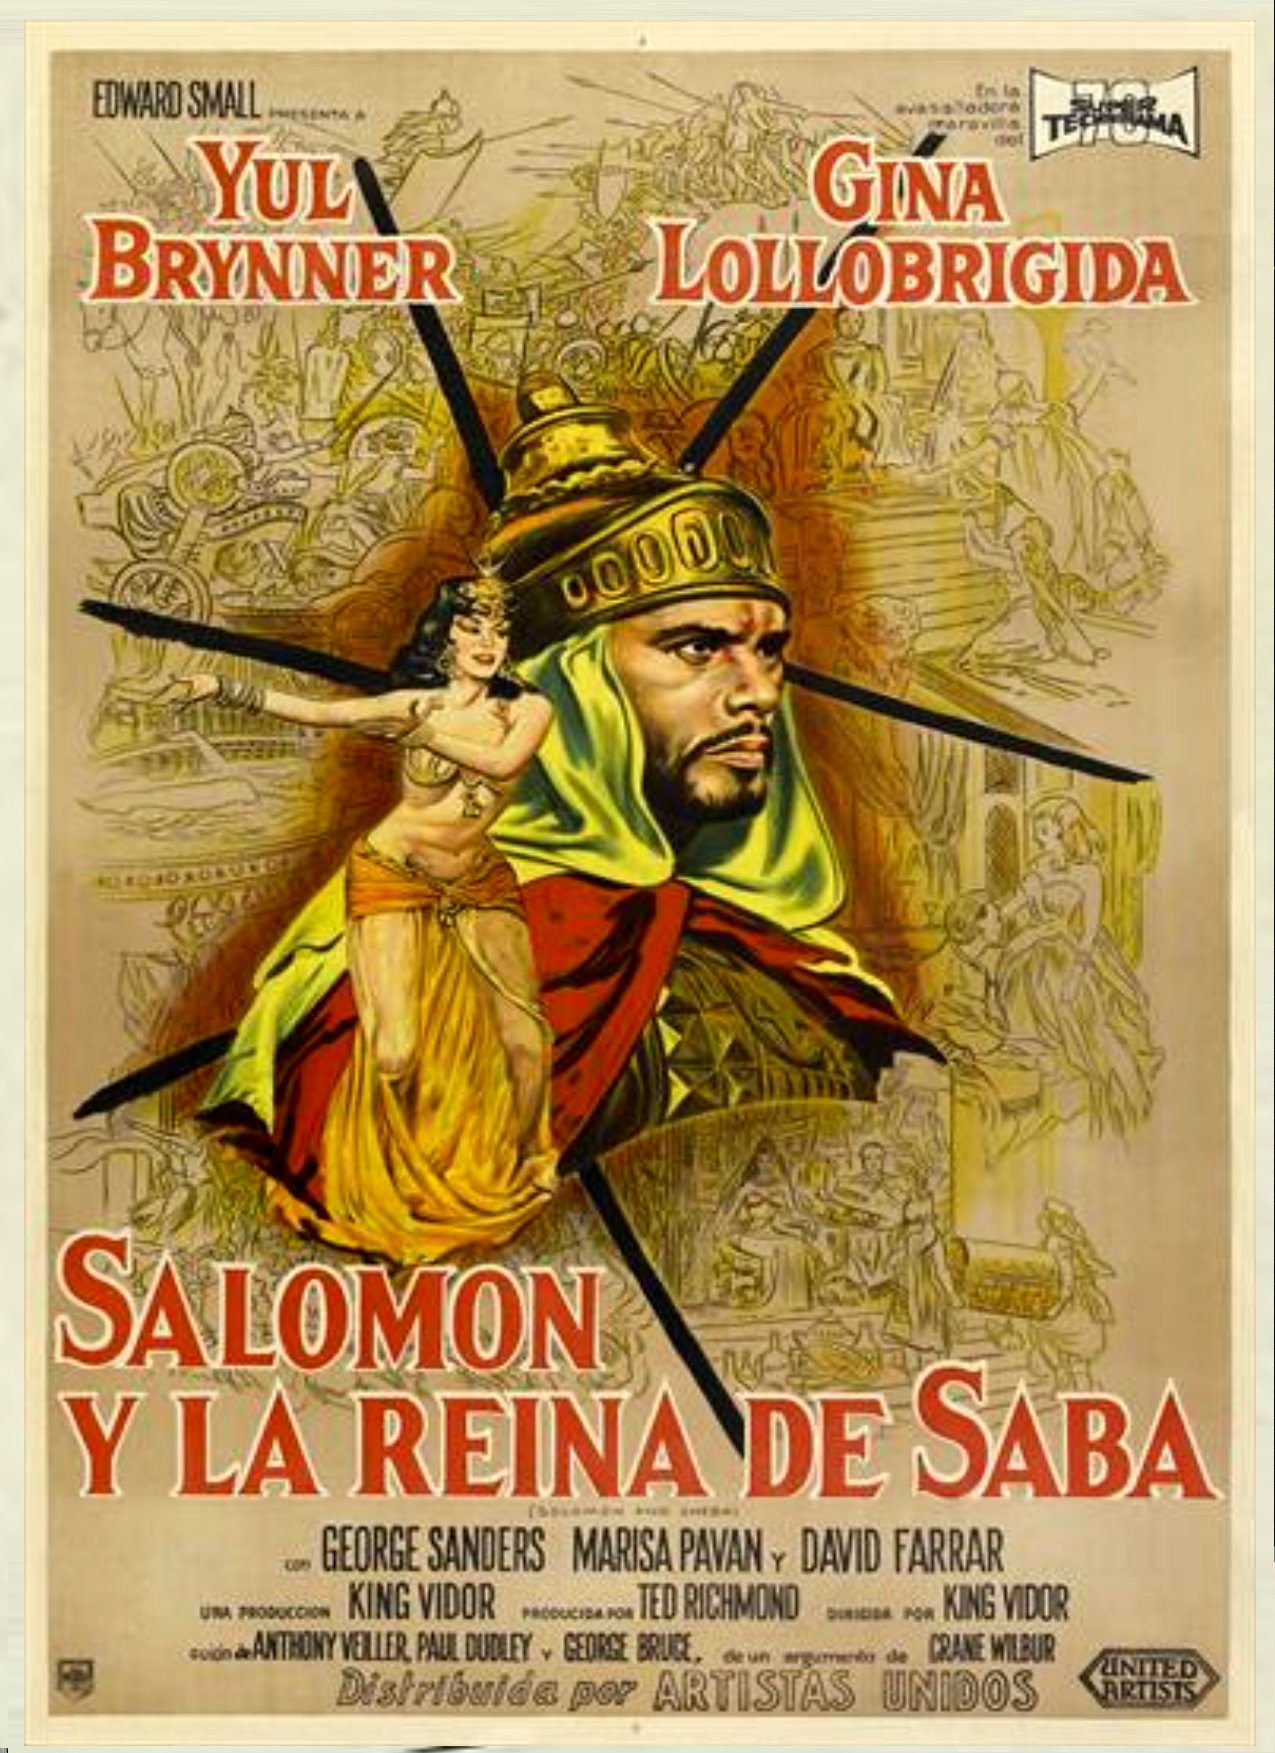 EDWARD SMALL PRESENTA A
En la
avasalladora
maravilla
del
SUPER
TECHNIRAMA
70
YUL
BRYNNER
GINA
LOLLOBRIGIDA
SALOMON
Y LA REINA DE SABA
(SOLOMON AND SHEBA)
con GEORGE SANDERS MARISA PAVAN Y DAVID FARRAR
UNA PRODUCCION KING VIDOR PRODUCIDA POR TED RICHMOND DIRIGIDA POR KING VIDOR
guión de ANTHONY VEILLER, PAUL DUDLEY Y GEORGE BRUCE, de un argumento de CRANE WILBUR
Distribuida por ARTISTAS UNIDOS
UNITED
ARTISTS